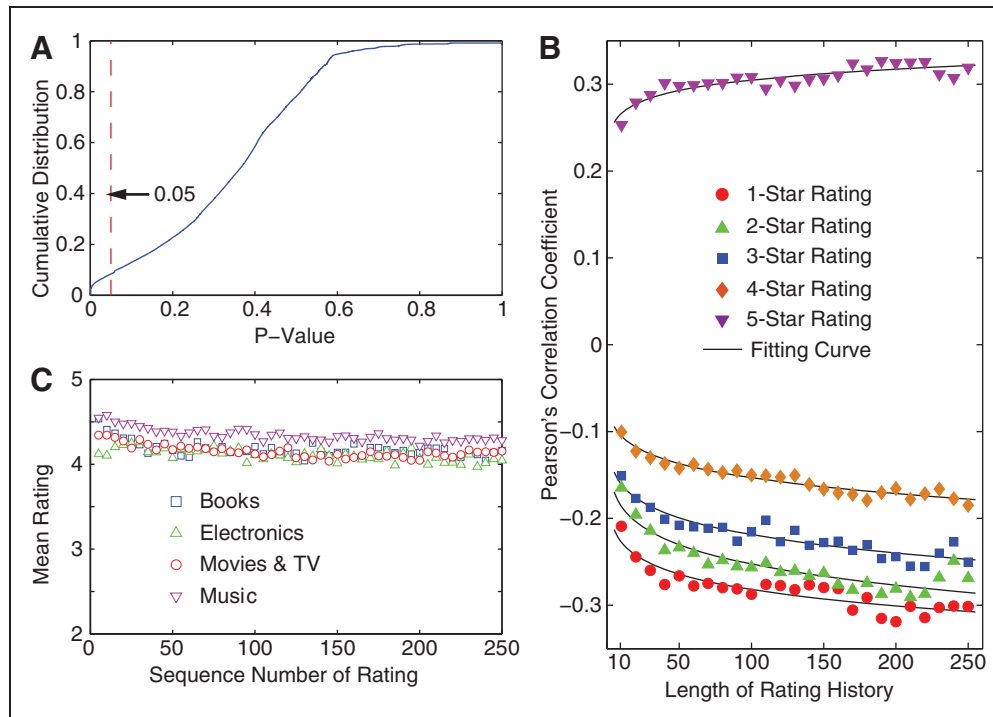 A
Cumulative Distribution
1
0.8
0.6
0.4
0.2
0
0.05
0 0.2 0.4 0.6 0.8 1
P−Value
B
Pearson's Correlation Coefficient
0.3
0.2
0.1
0
−0.1
−0.2
−0.3
1-Star Rating
2-Star Rating
3-Star Rating
4-Star Rating
5-Star Rating
Fitting Curve
10 50 100 150 200 250
Length of Rating History
C
Mean Rating
5
4
3
2
Books
Electronics
Movies & TV
Music
0 50 100 150 200 250
Sequence Number of Rating